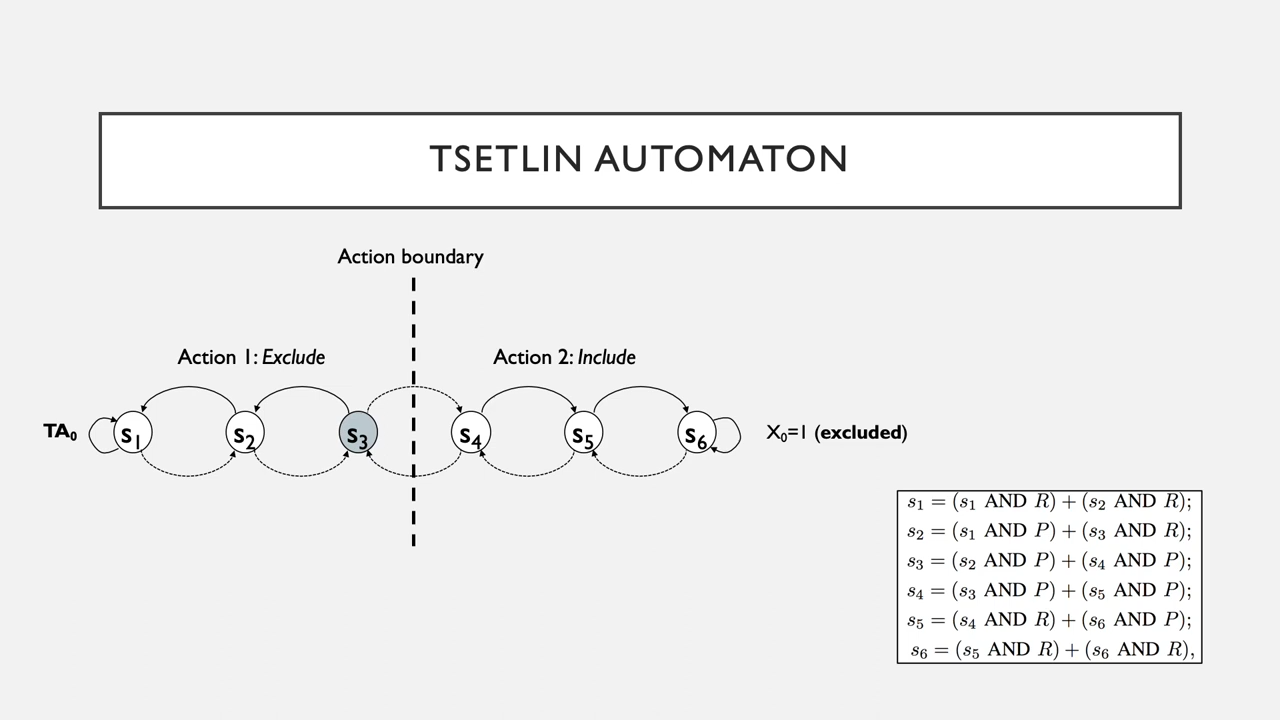 TSETLIN AUTOMATON
Action boundary
Action 1: Exclude
Action 2: Include
TA₀
s₁
s₂
s₃
s₄
s₅
s₆
X₀=1 (excluded)
s₁ = (s₁ AND R) + (s₂ AND R);
s₂ = (s₁ AND P) + (s₃ AND R);
s₃ = (s₂ AND P) + (s₄ AND P);
s₄ = (s₃ AND P) + (s₅ AND P);
s₅ = (s₄ AND R) + (s₆ AND P);
s₆ = (s₅ AND R) + (s₆ AND R),